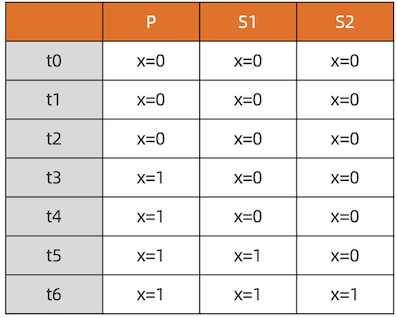 P S1 S2
t0 x=0 x=0 x=0
t1 x=0 x=0 x=0
t2 x=0 x=0 x=0
t3 x=1 x=0 x=0
t4 x=1 x=0 x=0
t5 x=1 x=1 x=0
t6 x=1 x=1 x=1